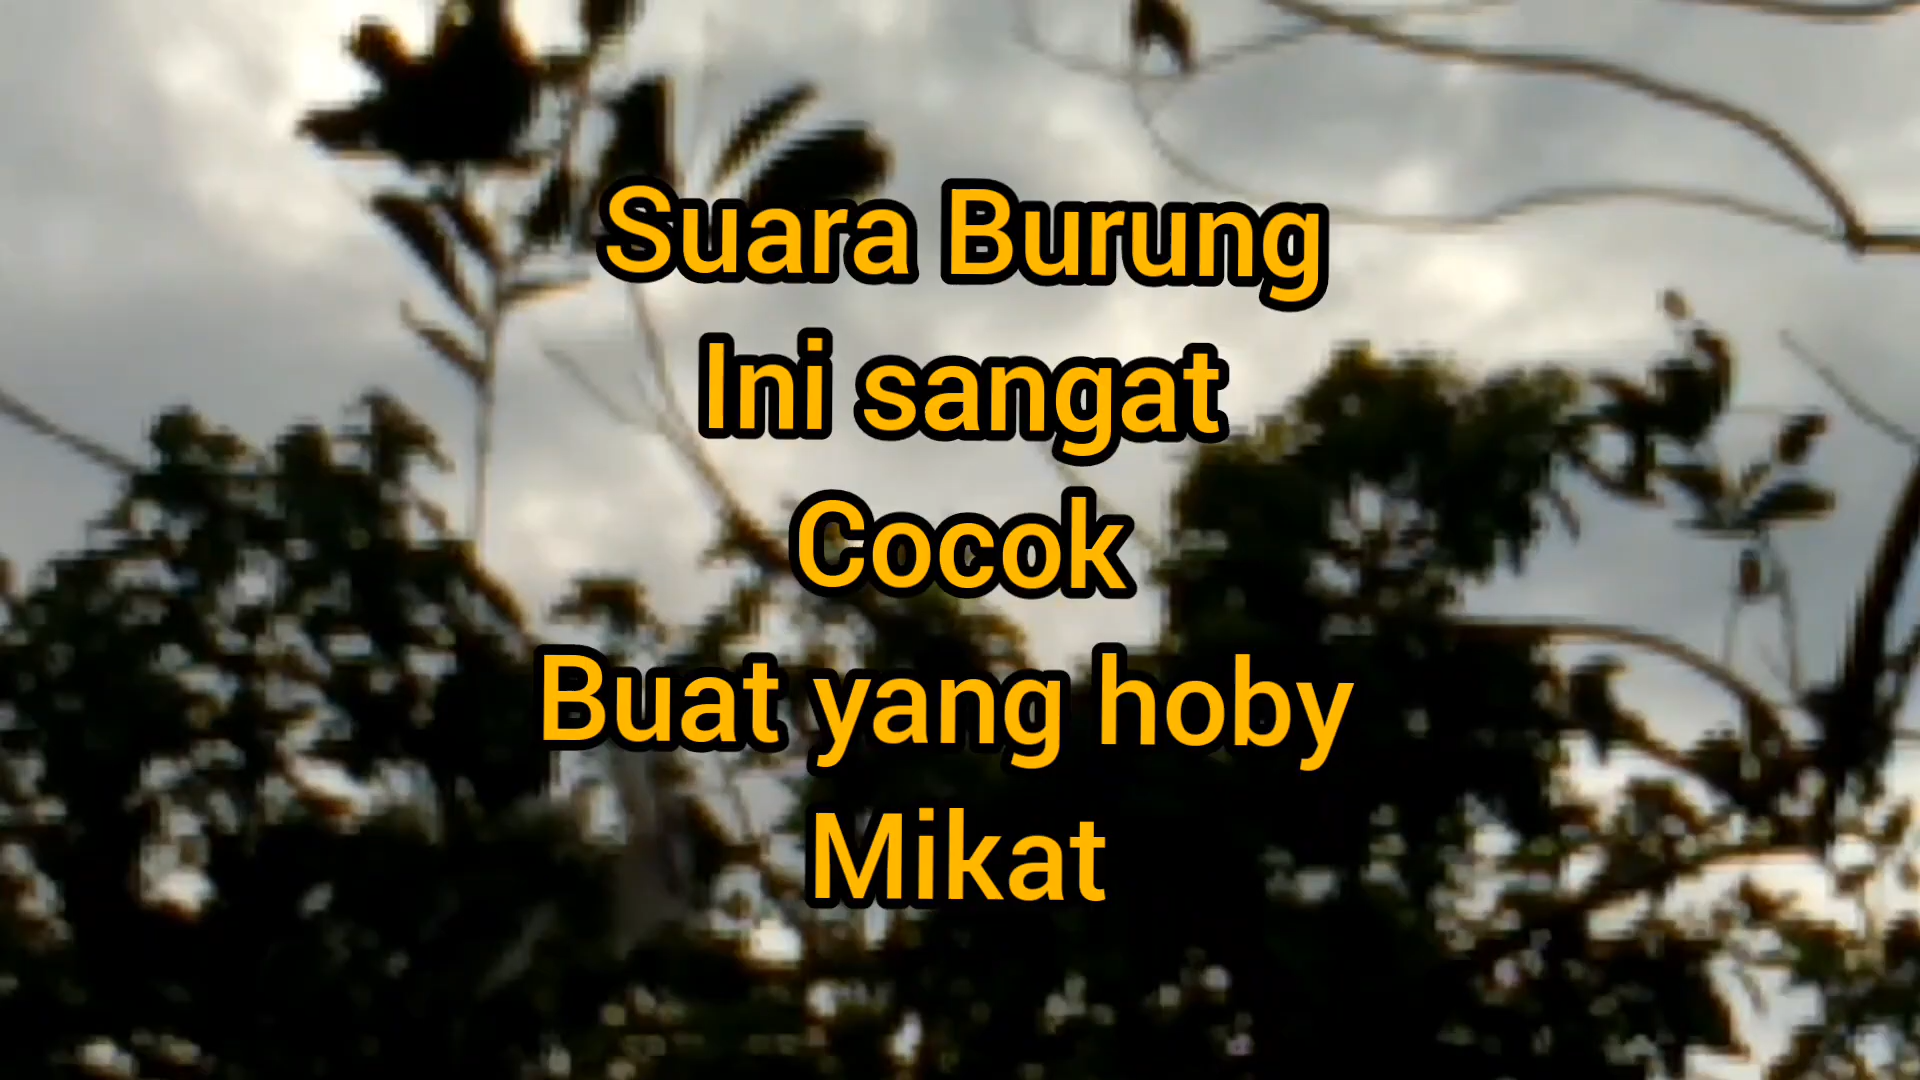 Suara Burung
Ini sangat
Cocok
Buat yang hoby
Mikat